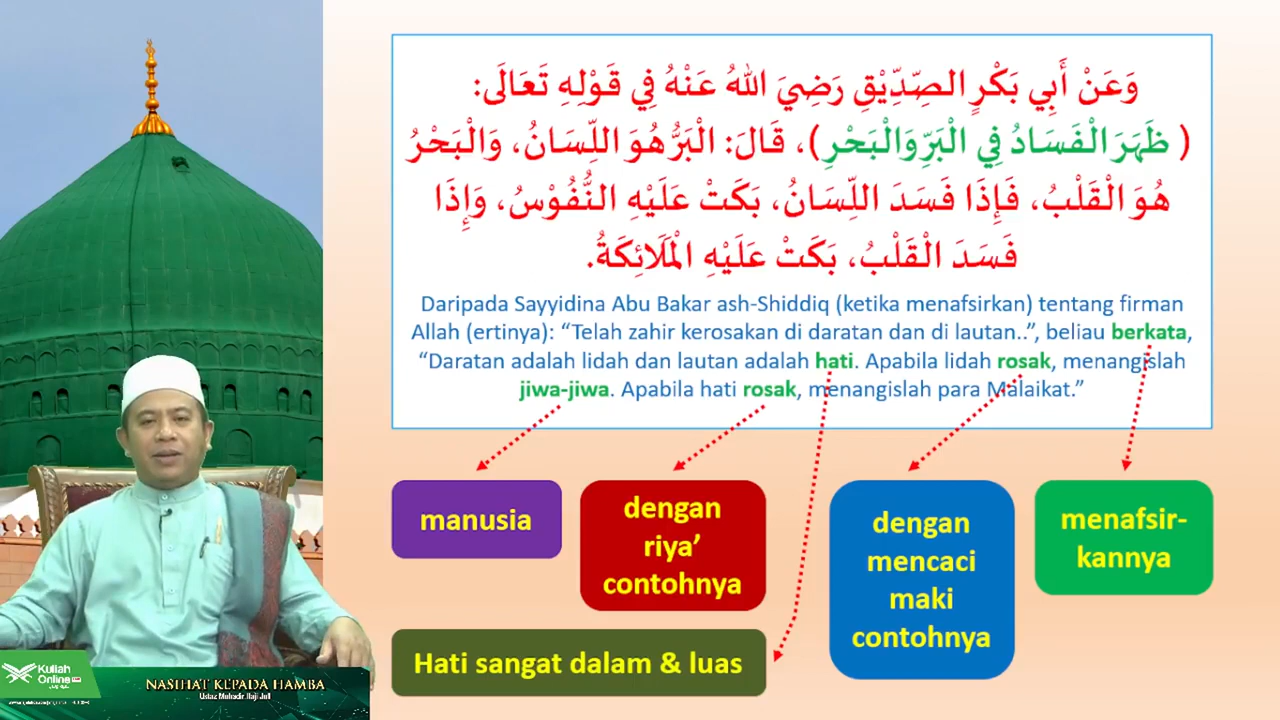 وَعَنْ أَبِي بَكْرٍ الصِّدِّيْقِ رَضِيَ اللهُ عَنْهُ فِي قَوْلِهِ تَعَالَى:
( ظَهَرَ الْفَسَادُ فِي الْبَرِّ وَالْبَحْرِ)، قَالَ: الْبَرُّ هُوَ اللِّسَانُ، وَالْبَحْرُ
هُوَ الْقَلْبُ، فَإِذَا فَسَدَ اللِّسَانُ، بَكَتْ عَلَيْهِ النُّفُوْسُ، وَإِذَا
فَسَدَ الْقَلْبُ، بَكَتْ عَلَيْهِ الْمَلَائِكَةُ.
Daripada Sayyidina Abu Bakar ash-Shiddiq (ketika menafsirkan) tentang firman
Allah (ertinya): “Telah zahir kerosakan di daratan dan di lautan..”, beliau berkata,
“Daratan adalah lidah dan lautan adalah hati. Apabila lidah rosak, menangislah
jiwa-jiwa. Apabila hati rosak, menangislah para Malaikat.”
manusia
dengan
riya’
contohnya
dengan
mencaci
maki
contohnya
menafsir-
kannya
Hati sangat dalam & luas
Kuliah
Online
NASIHAT KEPADA HAMBA
Ustaz Muhadir Haji Joll